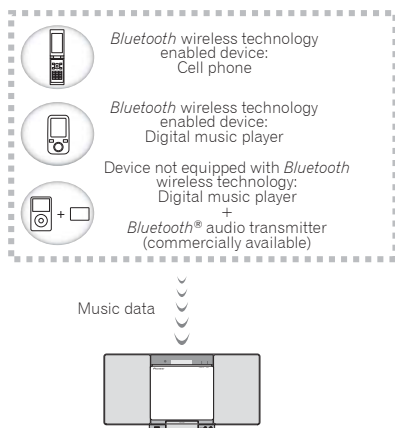 Bluetooth wireless technology
enabled device:
Cell phone
Bluetooth wireless technology
enabled device:
Digital music player
Device not equipped with Bluetooth
wireless technology:
Digital music player
+
Bluetooth® audio transmitter
(commercially available)
+
Music data